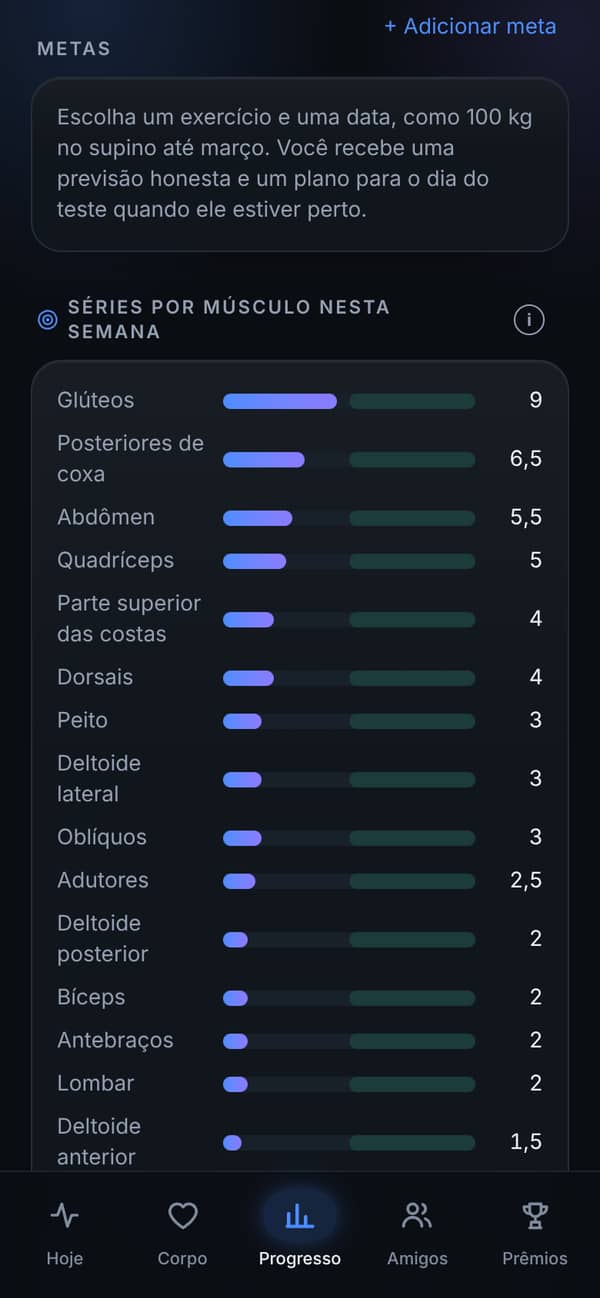 + Adicionar meta
METAS
Escolha um exercício e uma data, como 100 kg
no supino até março. Você recebe uma
previsão honesta e um plano para o dia do
teste quando ele estiver perto.
SÉRIES POR MÚSCULO NESTA
SEMANA
i
Glúteos 9
Posteriores de
coxa 6,5
Abdômen 5,5
Quadríceps 5
Parte superior
das costas 4
Dorsais 4
Peito 3
Deltoide
lateral 3
Oblíquos 3
Adutores 2,5
Deltoide
posterior 2
Bíceps 2
Antebraços 2
Lombar 2
Deltoide
anterior 1,5
Hoje Corpo Progresso Amigos Prêmios